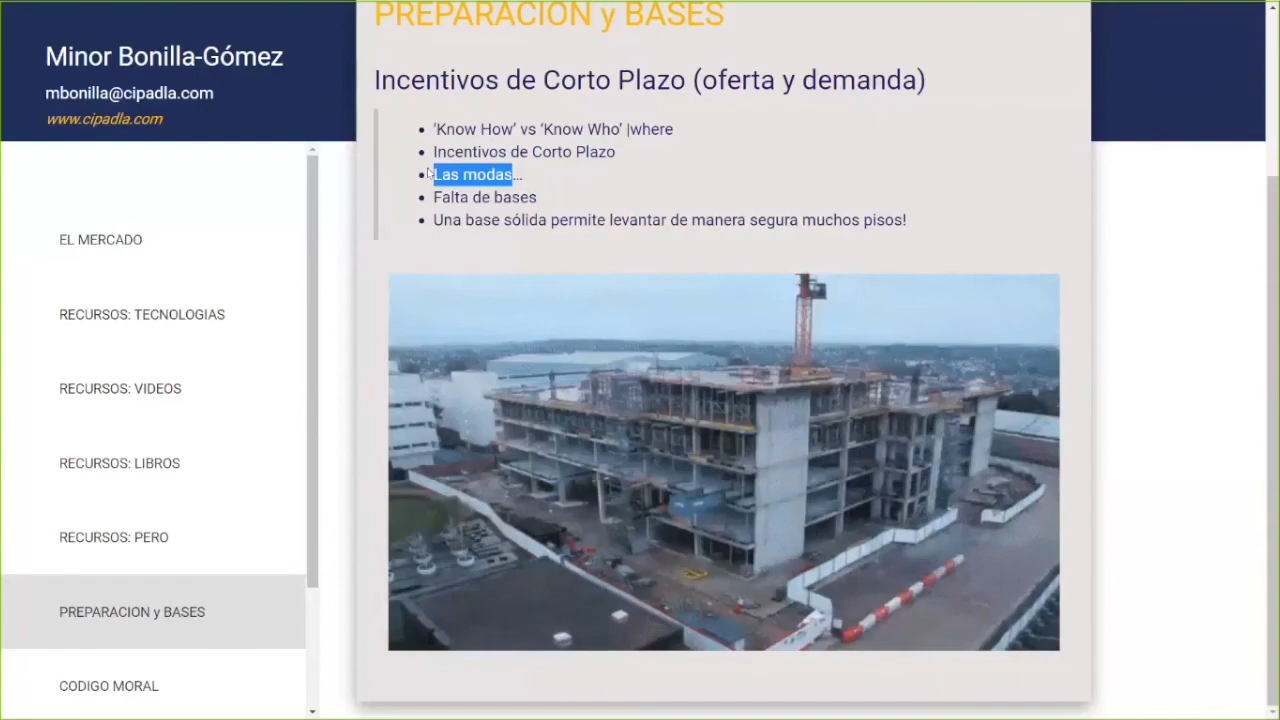 Minor Bonilla-Gómez
mbonilla@cipadla.com
www.cipadla.com
EL MERCADO
RECURSOS: TECNOLOGIAS
RECURSOS: VIDEOS
RECURSOS: LIBROS
RECURSOS: PERO
PREPARACION y BASES
CODIGO MORAL
PREPARACION y BASES
Incentivos de Corto Plazo (oferta y demanda)
• ‘Know How’ vs ‘Know Who’ |where
• Incentivos de Corto Plazo
• Las modas…
• Falta de bases
• Una base sólida permite levantar de manera segura muchos pisos!